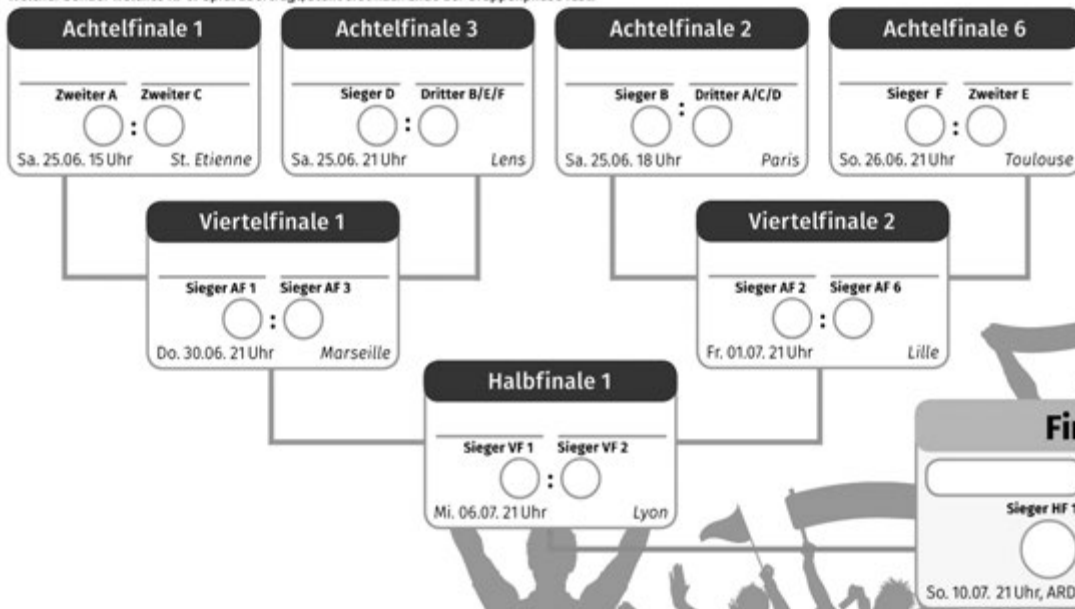 Achtelfinale 1
Zweiter A Zweiter C
:
Sa. 25.06. 15 Uhr St. Etienne
Achtelfinale 3
Sieger D Dritter B/E/F
:
Sa. 25.06. 21 Uhr Lens
Achtelfinale 2
Sieger B : Dritter A/C/D
Sa. 25.06. 18 Uhr Paris
Achtelfinale 6
Sieger F Zweiter E
:
So. 26.06. 21 Uhr Toulouse
Viertelfinale 1
Sieger AF 1 Sieger AF 3
:
Do. 30.06. 21 Uhr Marseille
Viertelfinale 2
Sieger AF 2 Sieger AF 6
:
Fr. 01.07. 21 Uhr Lille
Halbfinale 1
Sieger VF 1 Sieger VF 2
:
Mi. 06.07. 21 Uhr Lyon
Fin
Sieger HF 1
So. 10.07. 21 Uhr, ARD